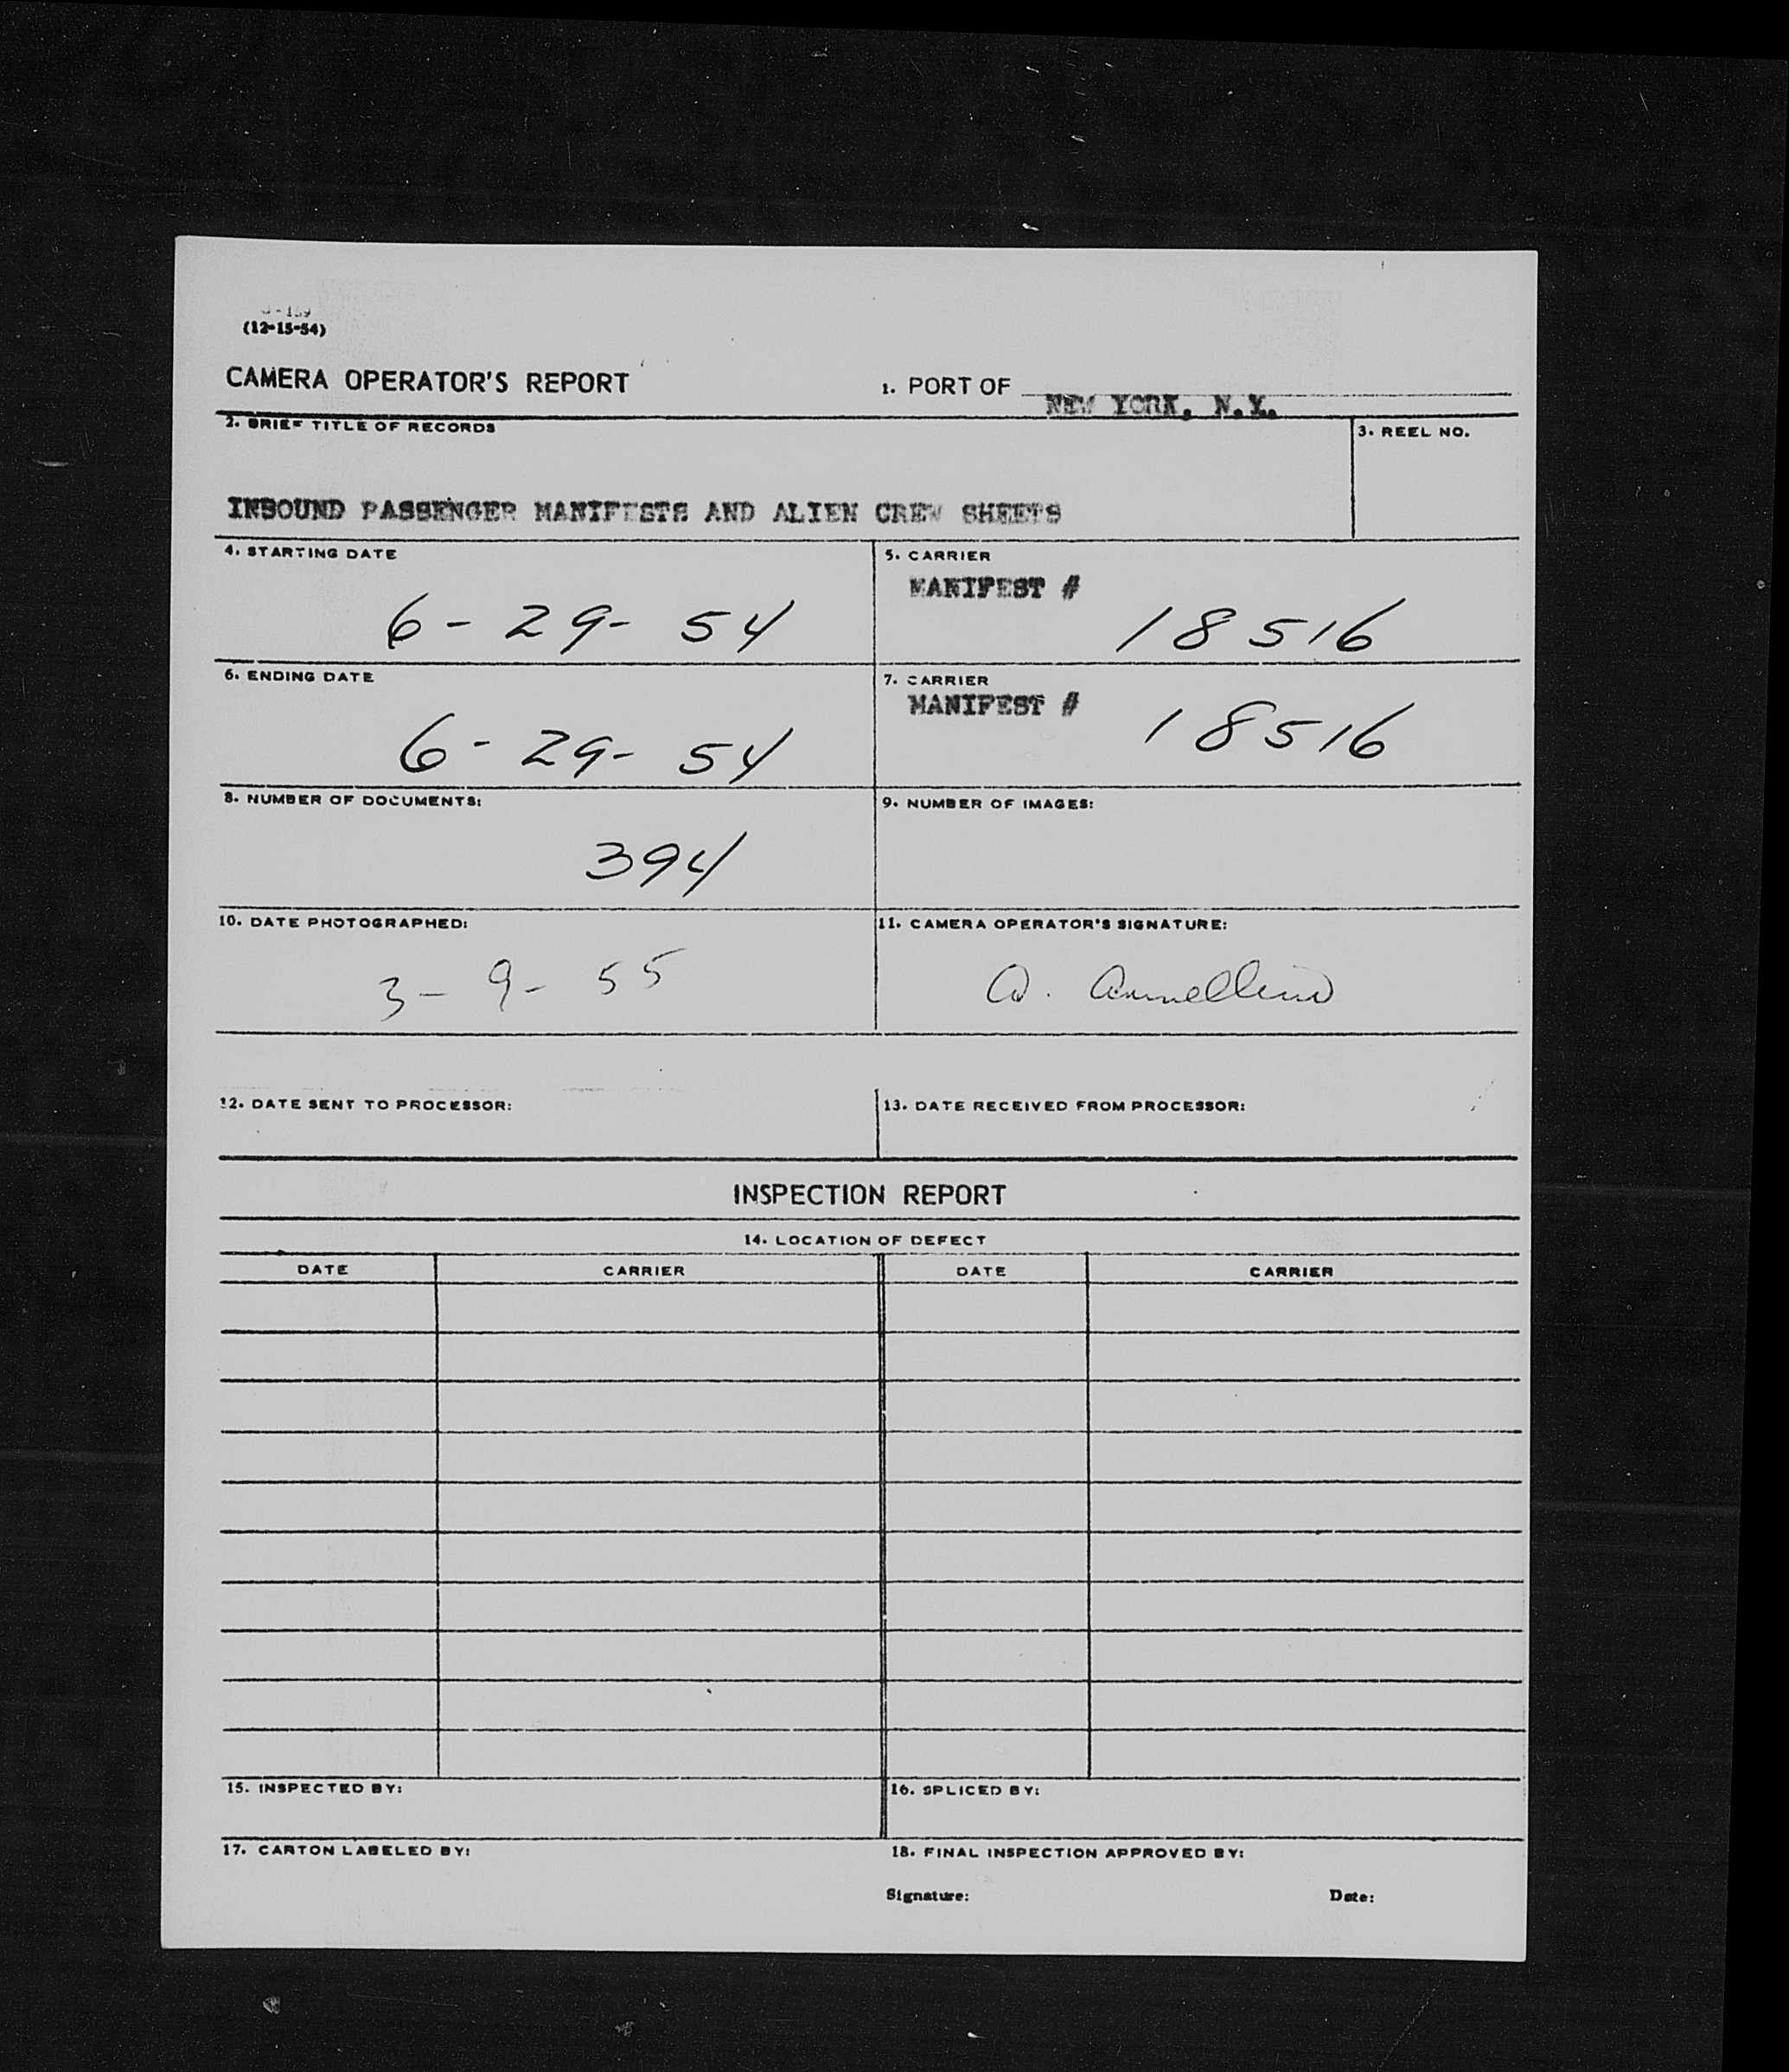 (12-15-54)
CAMERA OPERATOR'S REPORT
1. PORT OF NEW YORK, N.Y.
2. BRIEF TITLE OF RECORDS
3. REEL NO.
INBOUND PASSENGER MANIFESTS AND ALIEN CREW SHEETS
4. STARTING DATE
6-29-54
5. CARRIER
MANIFEST # 18516
6. ENDING DATE
6-29-54
7. CARRIER
MANIFEST # 18516
8. NUMBER OF DOCUMENTS:
394
9. NUMBER OF IMAGES:
10. DATE PHOTOGRAPHED:
3-9-55
11. CAMERA OPERATOR'S SIGNATURE:
12. DATE SENT TO PROCESSOR:
13. DATE RECEIVED FROM PROCESSOR:
INSPECTION REPORT
14. LOCATION OF DEFECT
DATE CARRIER DATE CARRIER
15. INSPECTED BY:
16. SPLICED BY:
17. CARTON LABELED BY:
18. FINAL INSPECTION APPROVED BY:
Signature: Date: